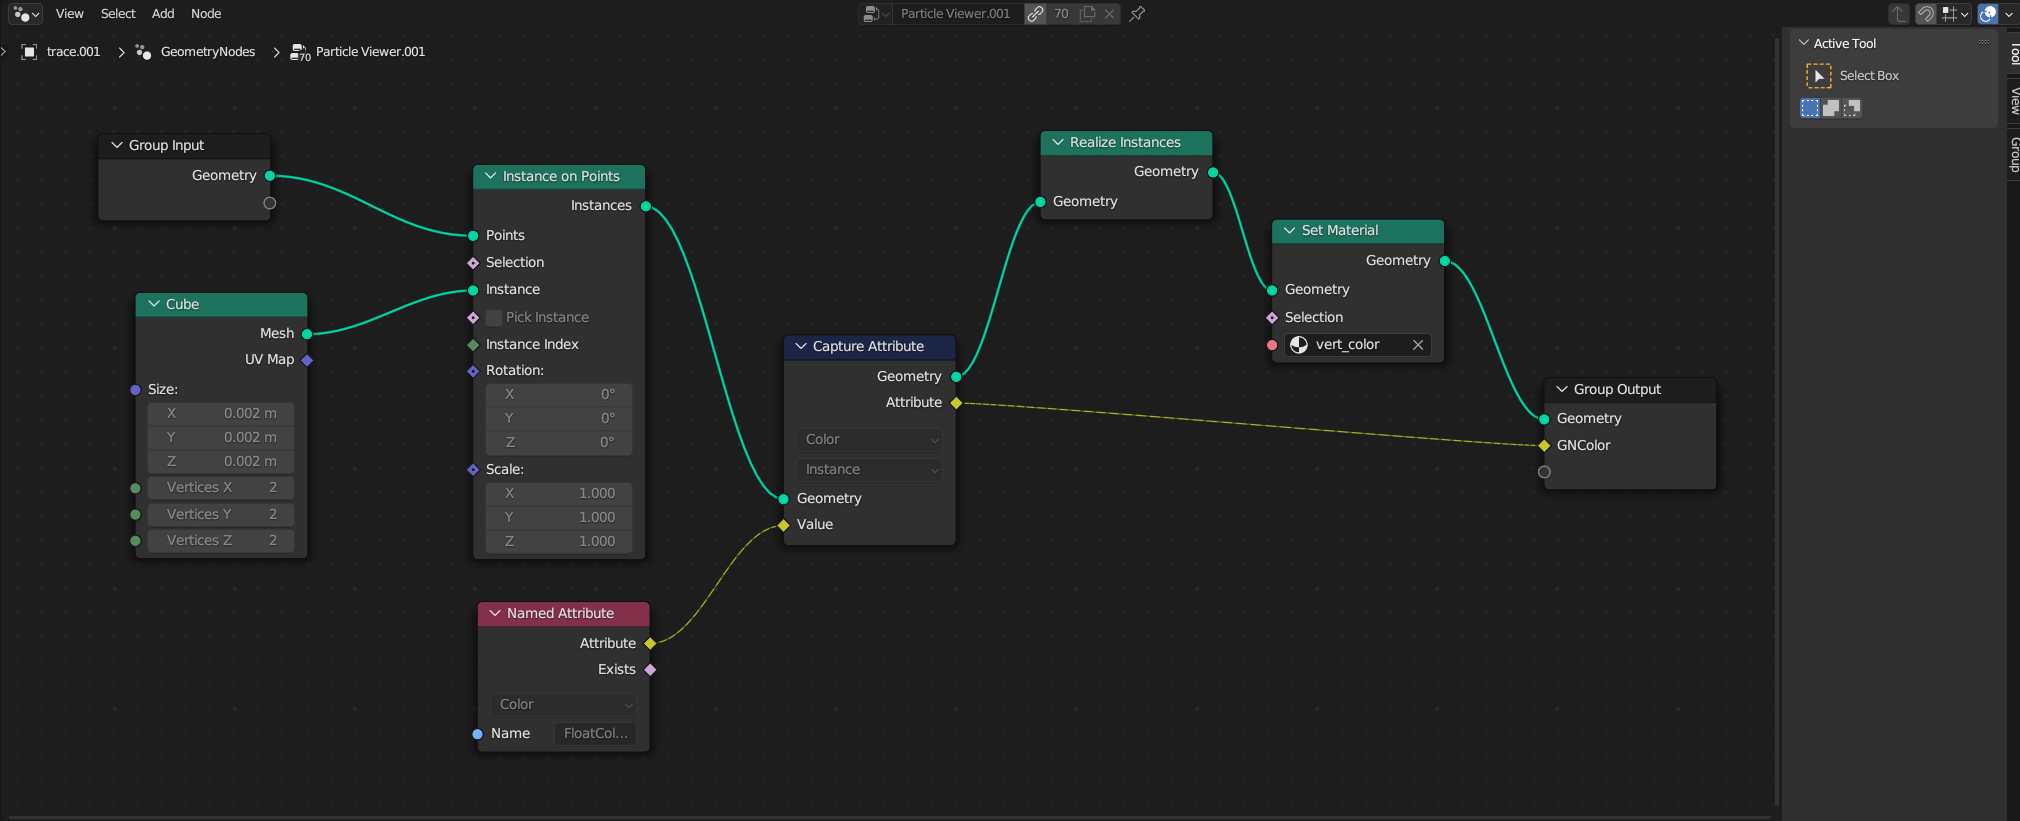 View Select Add Node
Particle Viewer.001 70
trace.001 GeometryNodes 70 Particle Viewer.001
Active Tool
Select Box
Tool
View
Group
Group Input
Geometry
Cube
Mesh
UV Map
Size:
X 0.002 m
Y 0.002 m
Z 0.002 m
Vertices X 2
Vertices Y 2
Vertices Z 2
Instance on Points
Instances
Points
Selection
Instance
Pick Instance
Instance Index
Rotation:
X 0°
Y 0°
Z 0°
Scale:
X 1.000
Y 1.000
Z 1.000
Named Attribute
Attribute
Exists
Color
Name FloatCol...
Capture Attribute
Geometry
Attribute
Color
Instance
Geometry
Value
Realize Instances
Geometry
Geometry
Set Material
Geometry
Geometry
Selection
vert_color
Group Output
Geometry
GNColor